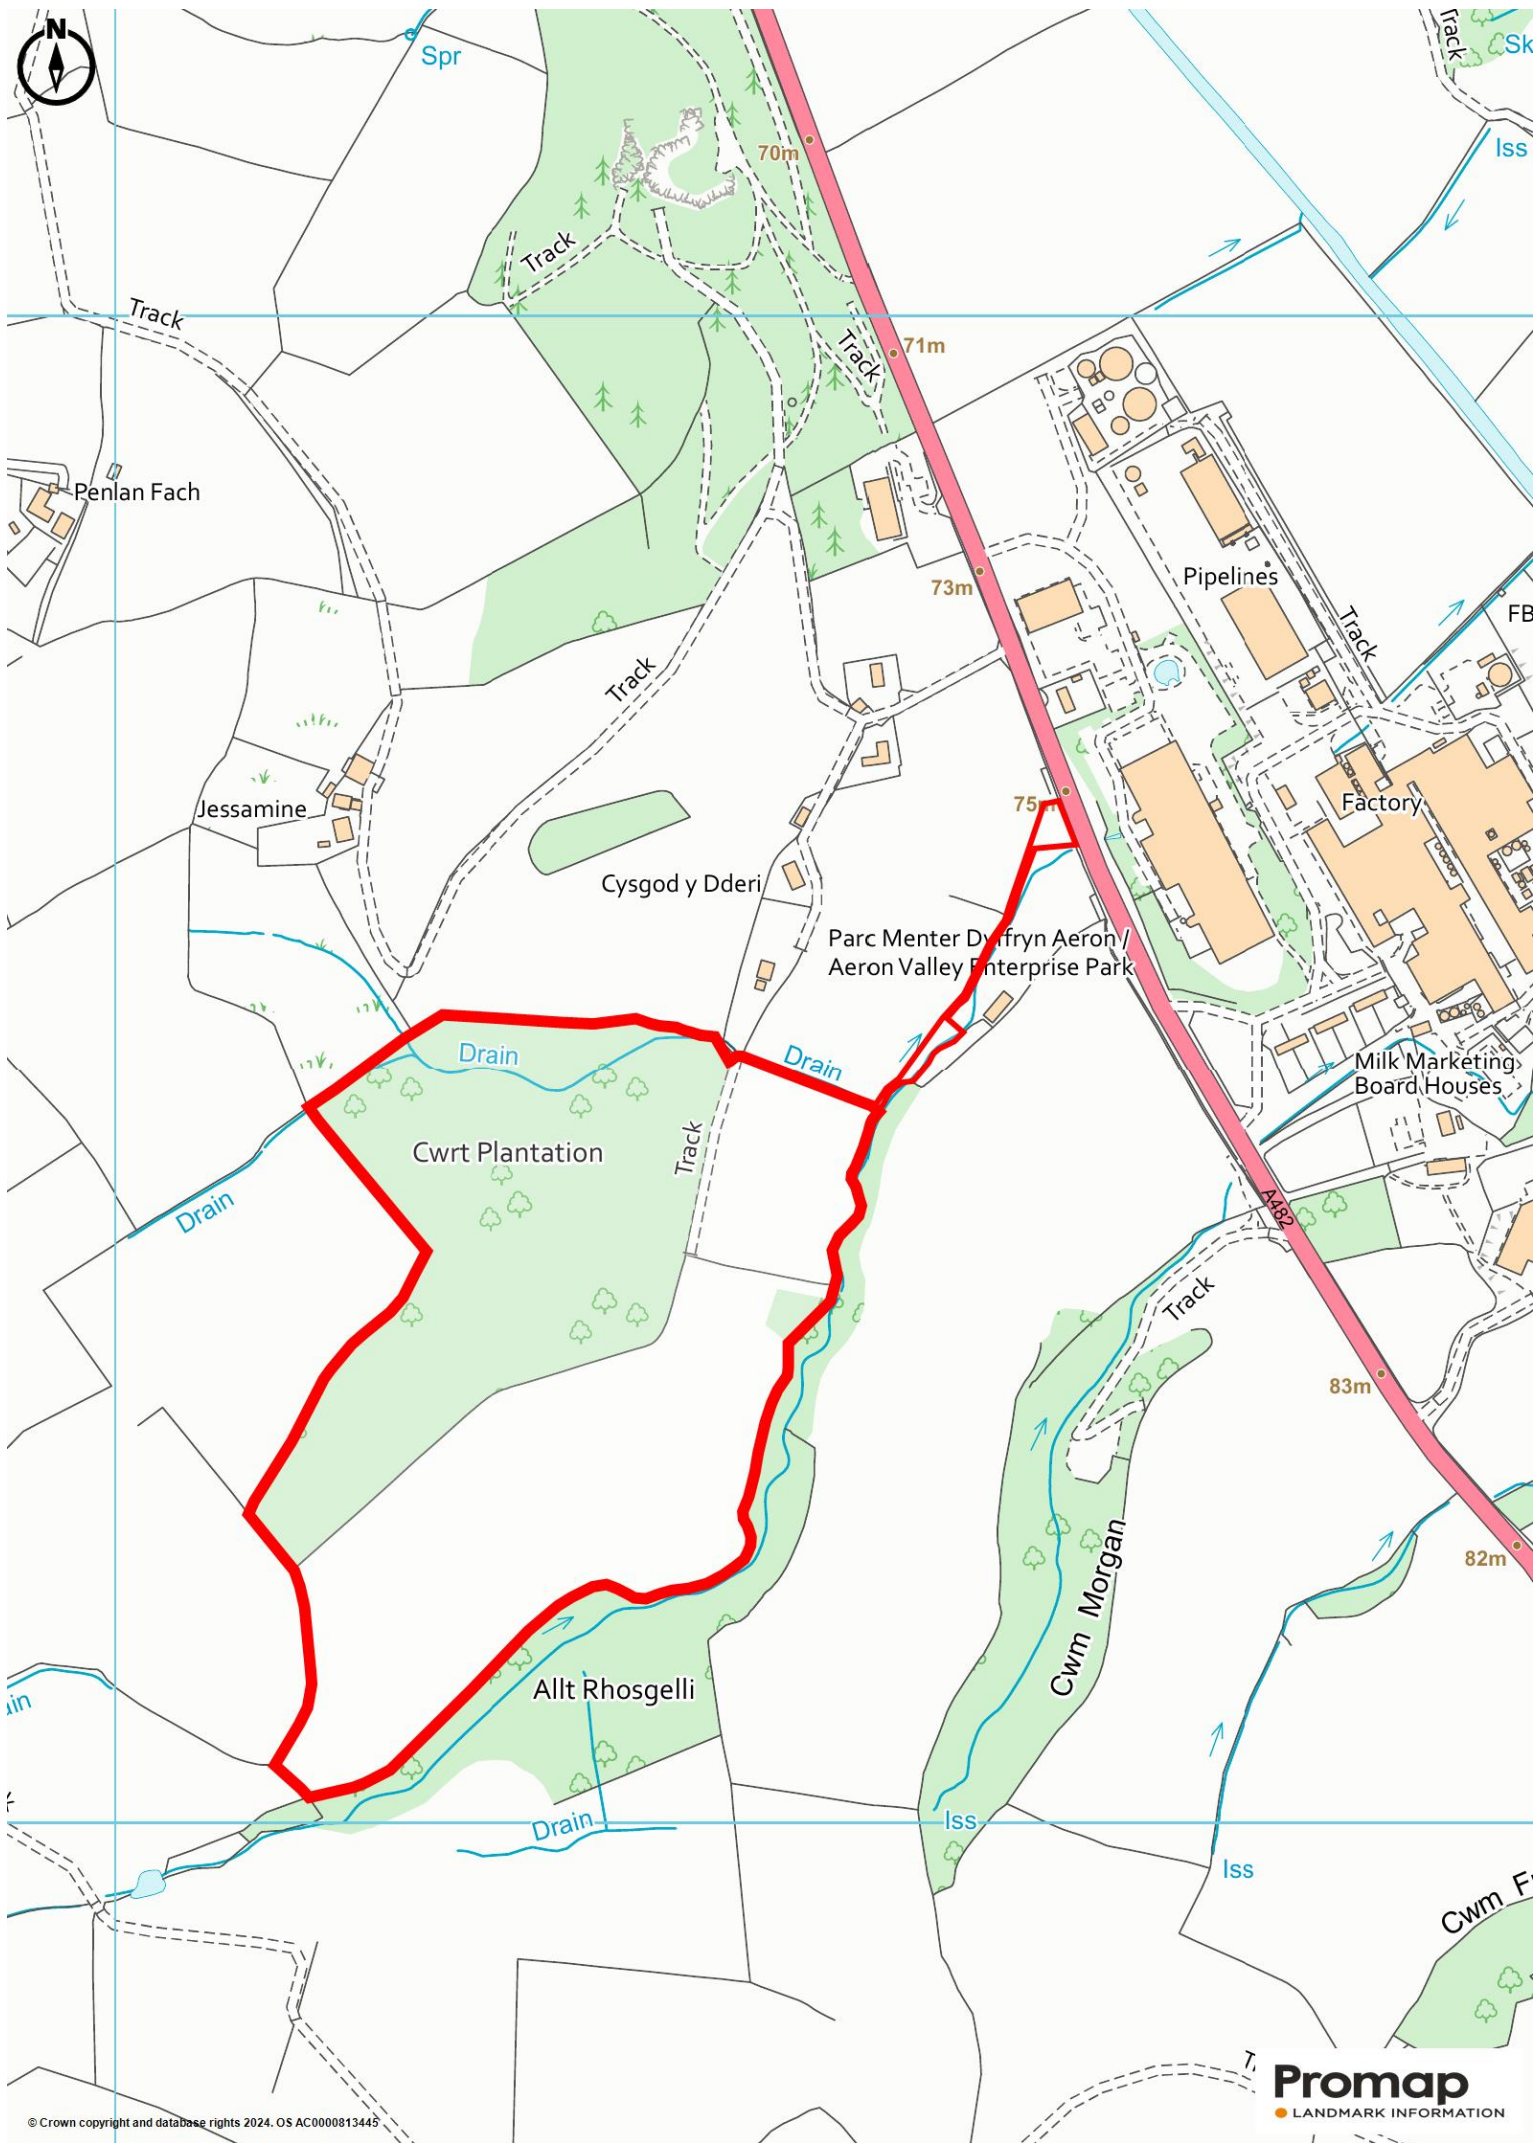 N
Spr
Track
Sk
Iss
70m
Track
Track
71m
Track
Penlan Fach
73m
Pipelines
FB
Track
Track
Jessamine
75m
Factory
Cysgod y Dderi
Parc Menter Dyffryn Aeron /
Aeron Valley Enterprise Park
Drain
Drain
Milk Marketing
Board Houses
Cwrt Plantation
Track
Drain
A482
Track
83m
82m
Cwm Morgan
Allt Rhosgelli
Drain
Iss
Iss
Cwm
Promap
LANDMARK INFORMATION
© Crown copyright and database rights 2024. OS AC0000813445